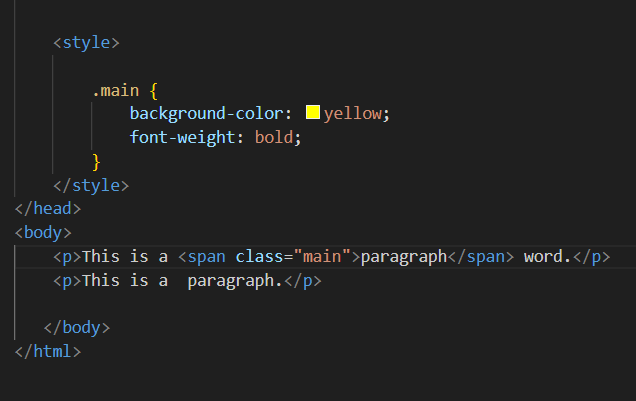 <style>
.main {
background-color: yellow;
font-weight: bold;
}
</style>
</head>
<body>
<p>This is a <span class="main">paragraph</span> word.</p>
<p>This is a  paragraph.</p>
</body>
</html>